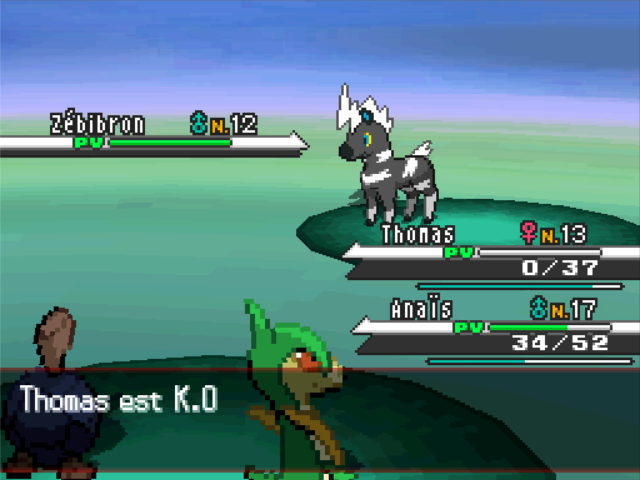 Zébibron ♂ N.12
PV
Thomas ♀ N.13
PV
0/37
Anaïs ♂ N.17
PV
34/52
Thomas est K.O